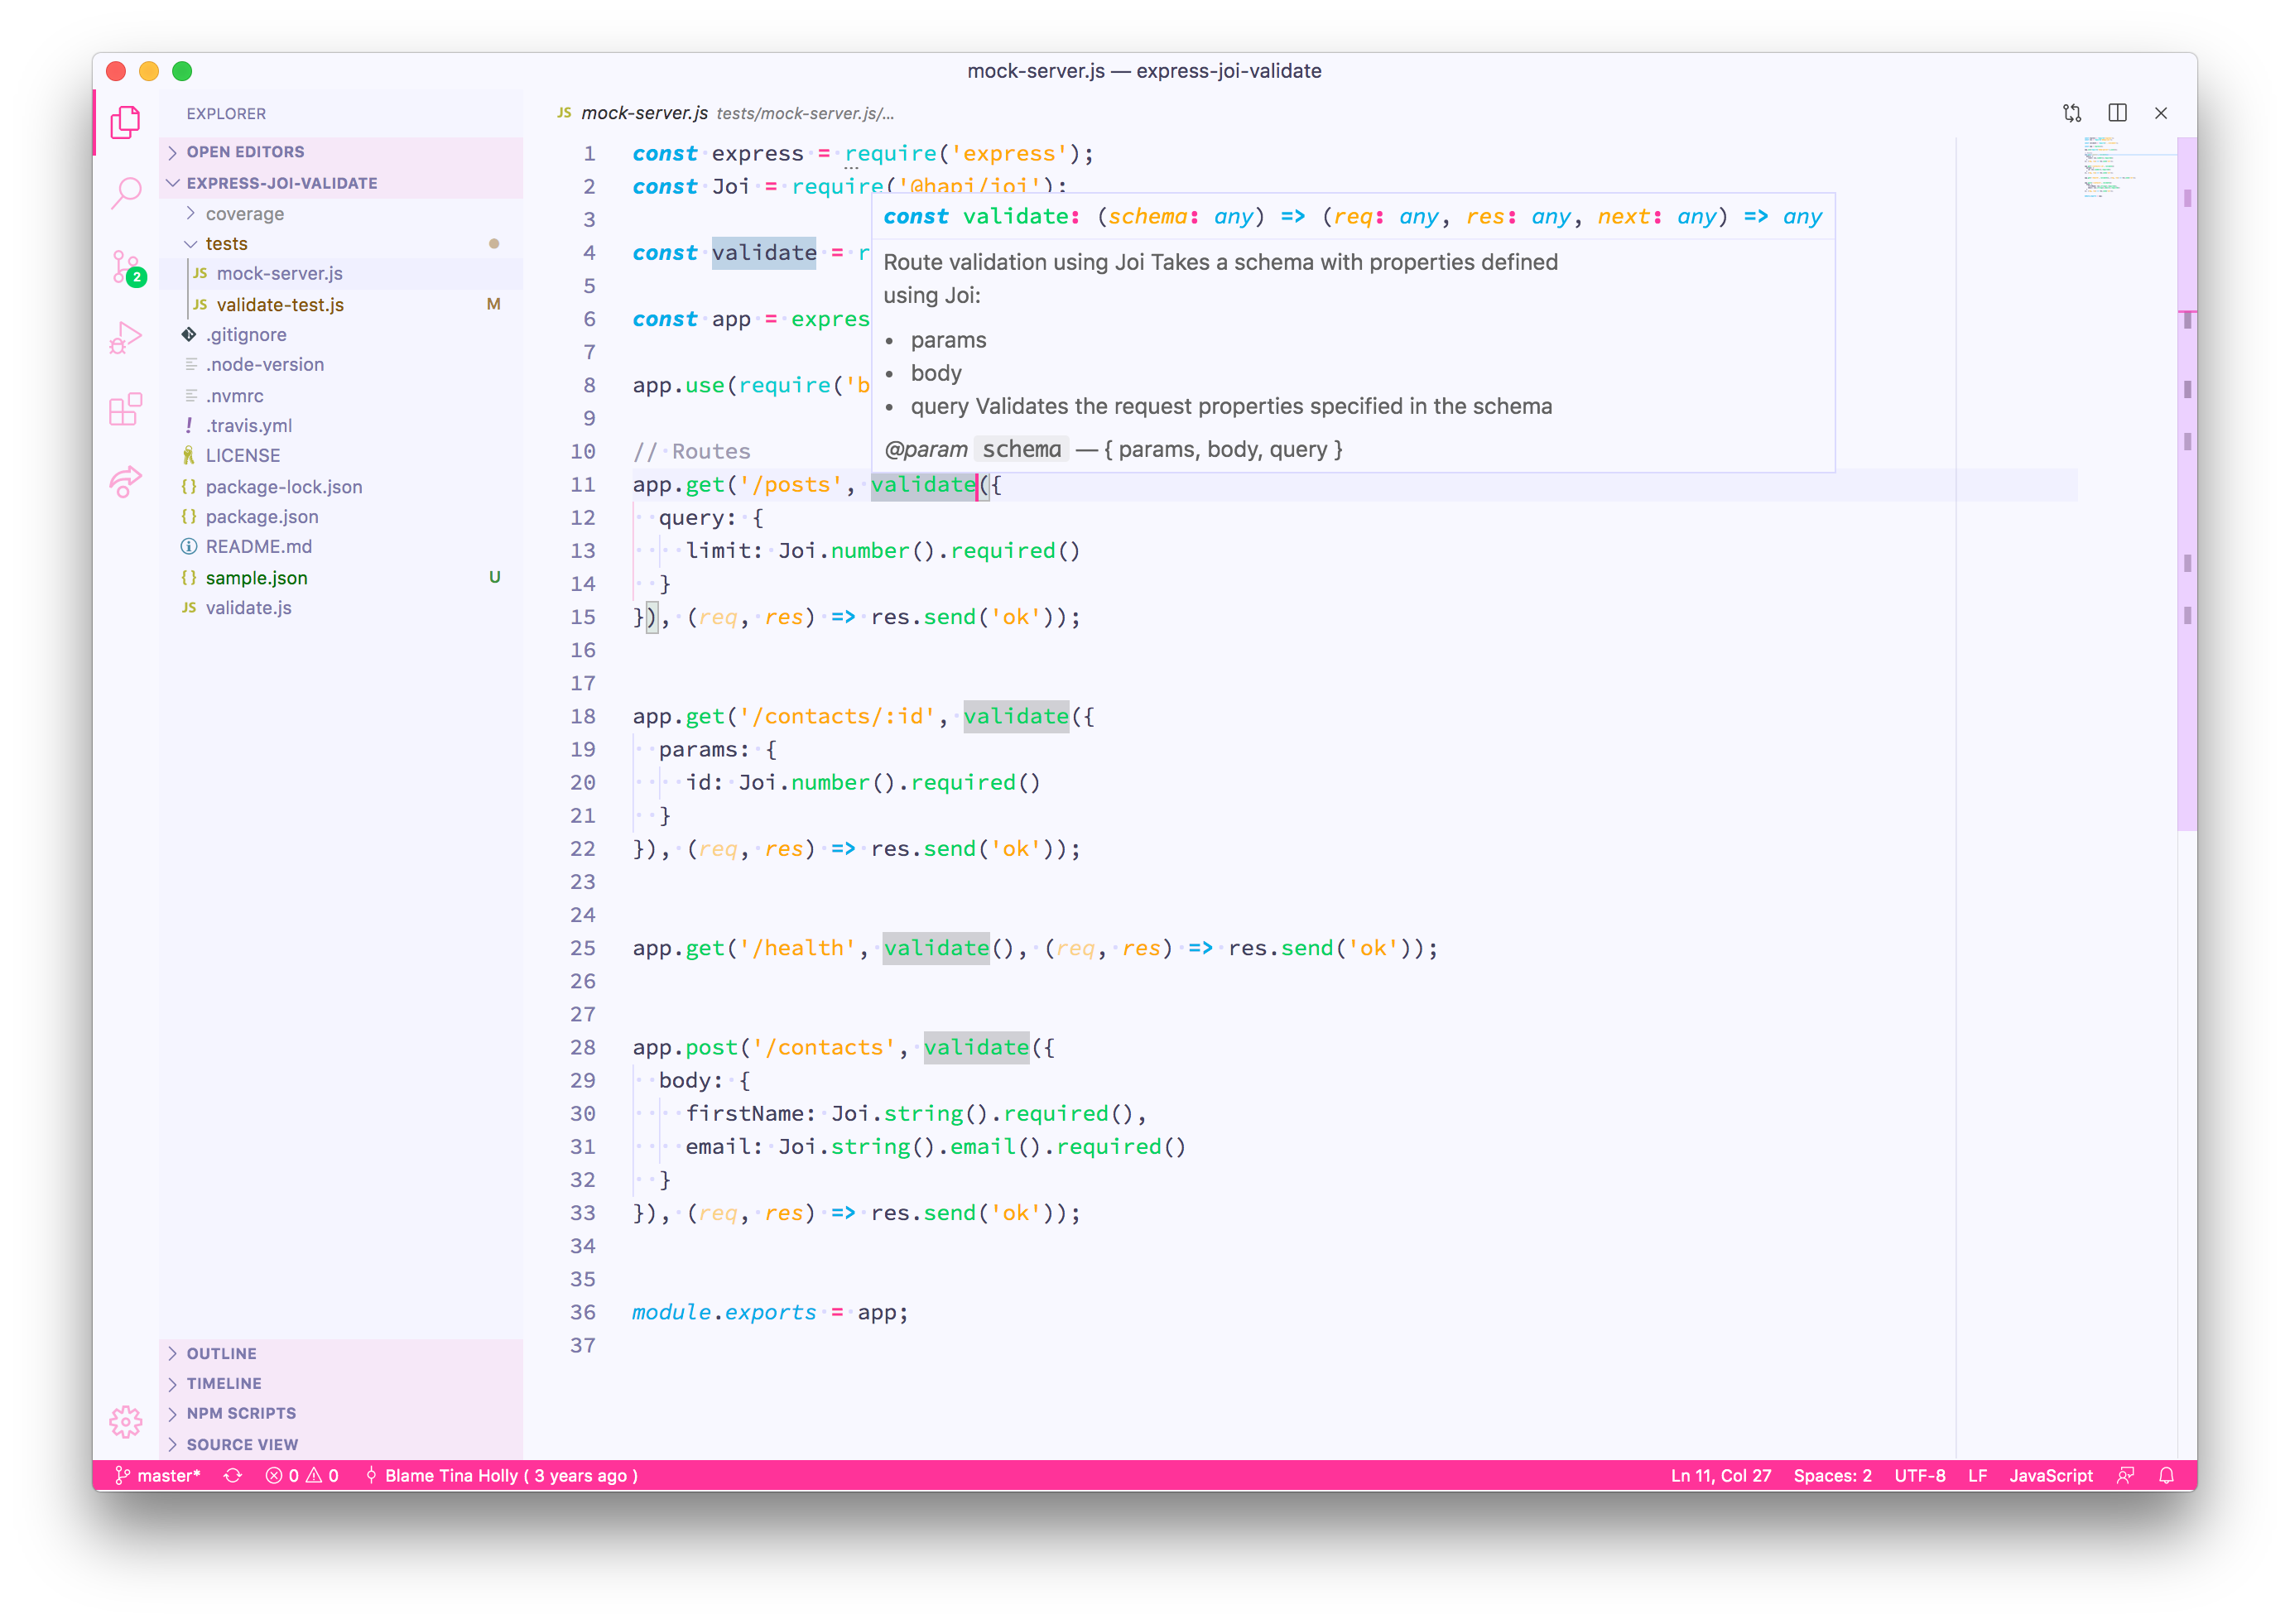 mock-server.js — express-joi-validate
EXPLORER
OPEN EDITORS
EXPRESS-JOI-VALIDATE
coverage
tests
JS mock-server.js
JS validate-test.js M
.gitignore
.node-version
.nvmrc
! .travis.yml
LICENSE
{} package-lock.json
{} package.json
README.md
{} sample.json U
JS validate.js
OUTLINE
TIMELINE
NPM SCRIPTS
SOURCE VIEW
2
JS mock-server.js tests/mock-server.js/...
1 const express = require('express');
2 const Joi = require('@hapi/joi');
3
4 const validate = r
5
6 const app = expres
7
8 app.use(require('b
9
10 // Routes
11 app.get('/posts', validate({
12 query: {
13 limit: Joi.number().required()
14 }
15 }), (req, res) => res.send('ok'));
16
17
18 app.get('/contacts/:id', validate({
19 params: {
20 id: Joi.number().required()
21 }
22 }), (req, res) => res.send('ok'));
23
24
25 app.get('/health', validate(), (req, res) => res.send('ok'));
26
27
28 app.post('/contacts', validate({
29 body: {
30 firstName: Joi.string().required(),
31 email: Joi.string().email().required()
32 }
33 }), (req, res) => res.send('ok'));
34
35
36 module.exports = app;
37
const validate: (schema: any) => (req: any, res: any, next: any) => any
Route validation using Joi Takes a schema with properties defined
using Joi:
• params
• body
• query Validates the request properties specified in the schema
@param schema — { params, body, query }
master* 0 0 Blame Tina Holly ( 3 years ago ) Ln 11, Col 27 Spaces: 2 UTF-8 LF JavaScript